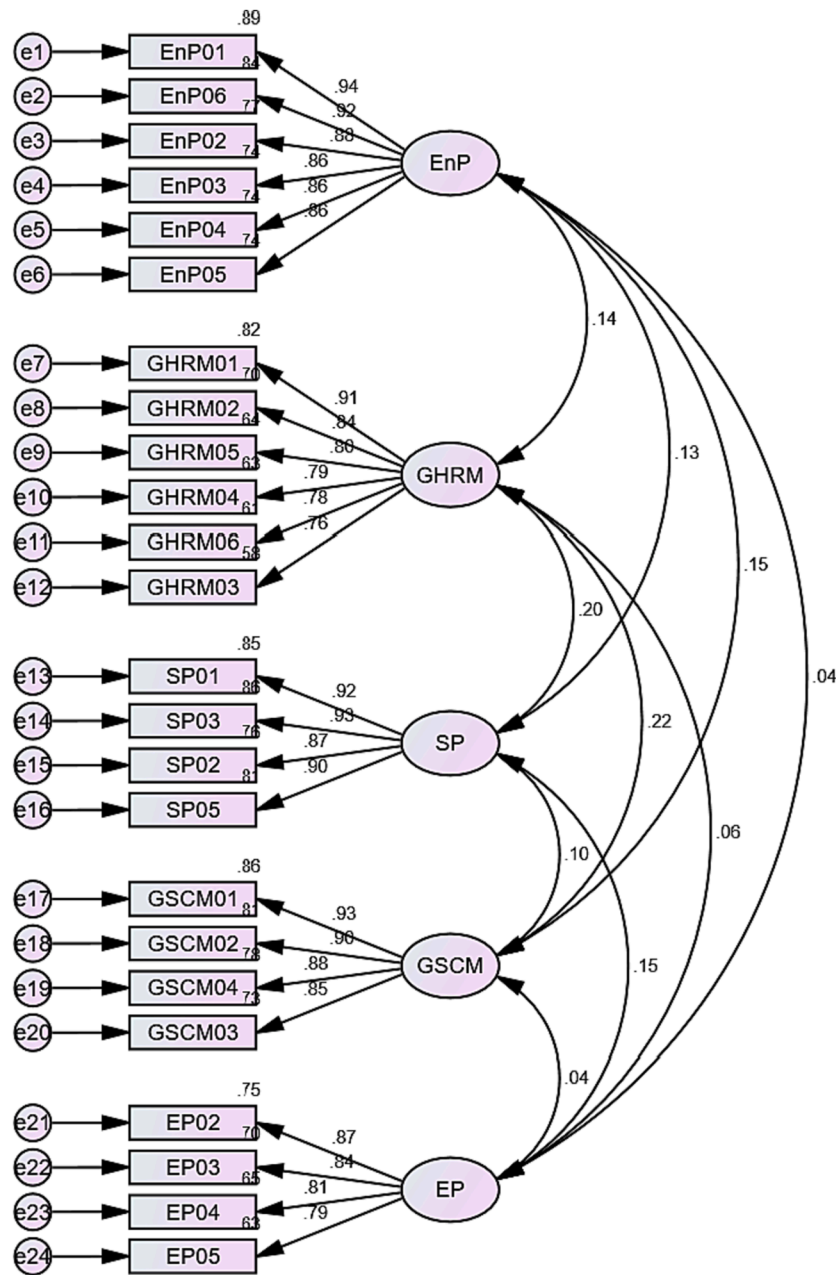 .89
e1 EnP01
.84 .94
e2 EnP06
.77 .92
e3 EnP02 .88
.74 EnP
e4 EnP03 .86
.74 .86
e5 EnP04 .86
.74
e6 EnP05
.14
.82
e7 GHRM01
.70 .91
e8 GHRM02
.64 .84
e9 GHRM05 .80
.63 .13
e10 GHRM04 .79 GHRM
.61 .78
e11 GHRM06 .76
.58 .15
e12 GHRM03
.20
.85
e13 SP01 .04
.86 .92
e14 SP03 .93 .22
.76 .87 SP
e15 SP02 .90
.81
e16 SP05
.06
.10
.86
e17 GSCM01
.81 .93
e18 GSCM02 .90
.78 .88 GSCM .15
e19 GSCM04 .85
.73
e20 GSCM03
.04
.75
e21 EP02
.70 .87
e22 EP03 .84
.65 .81 EP
e23 EP04 .79
.63
e24 EP05